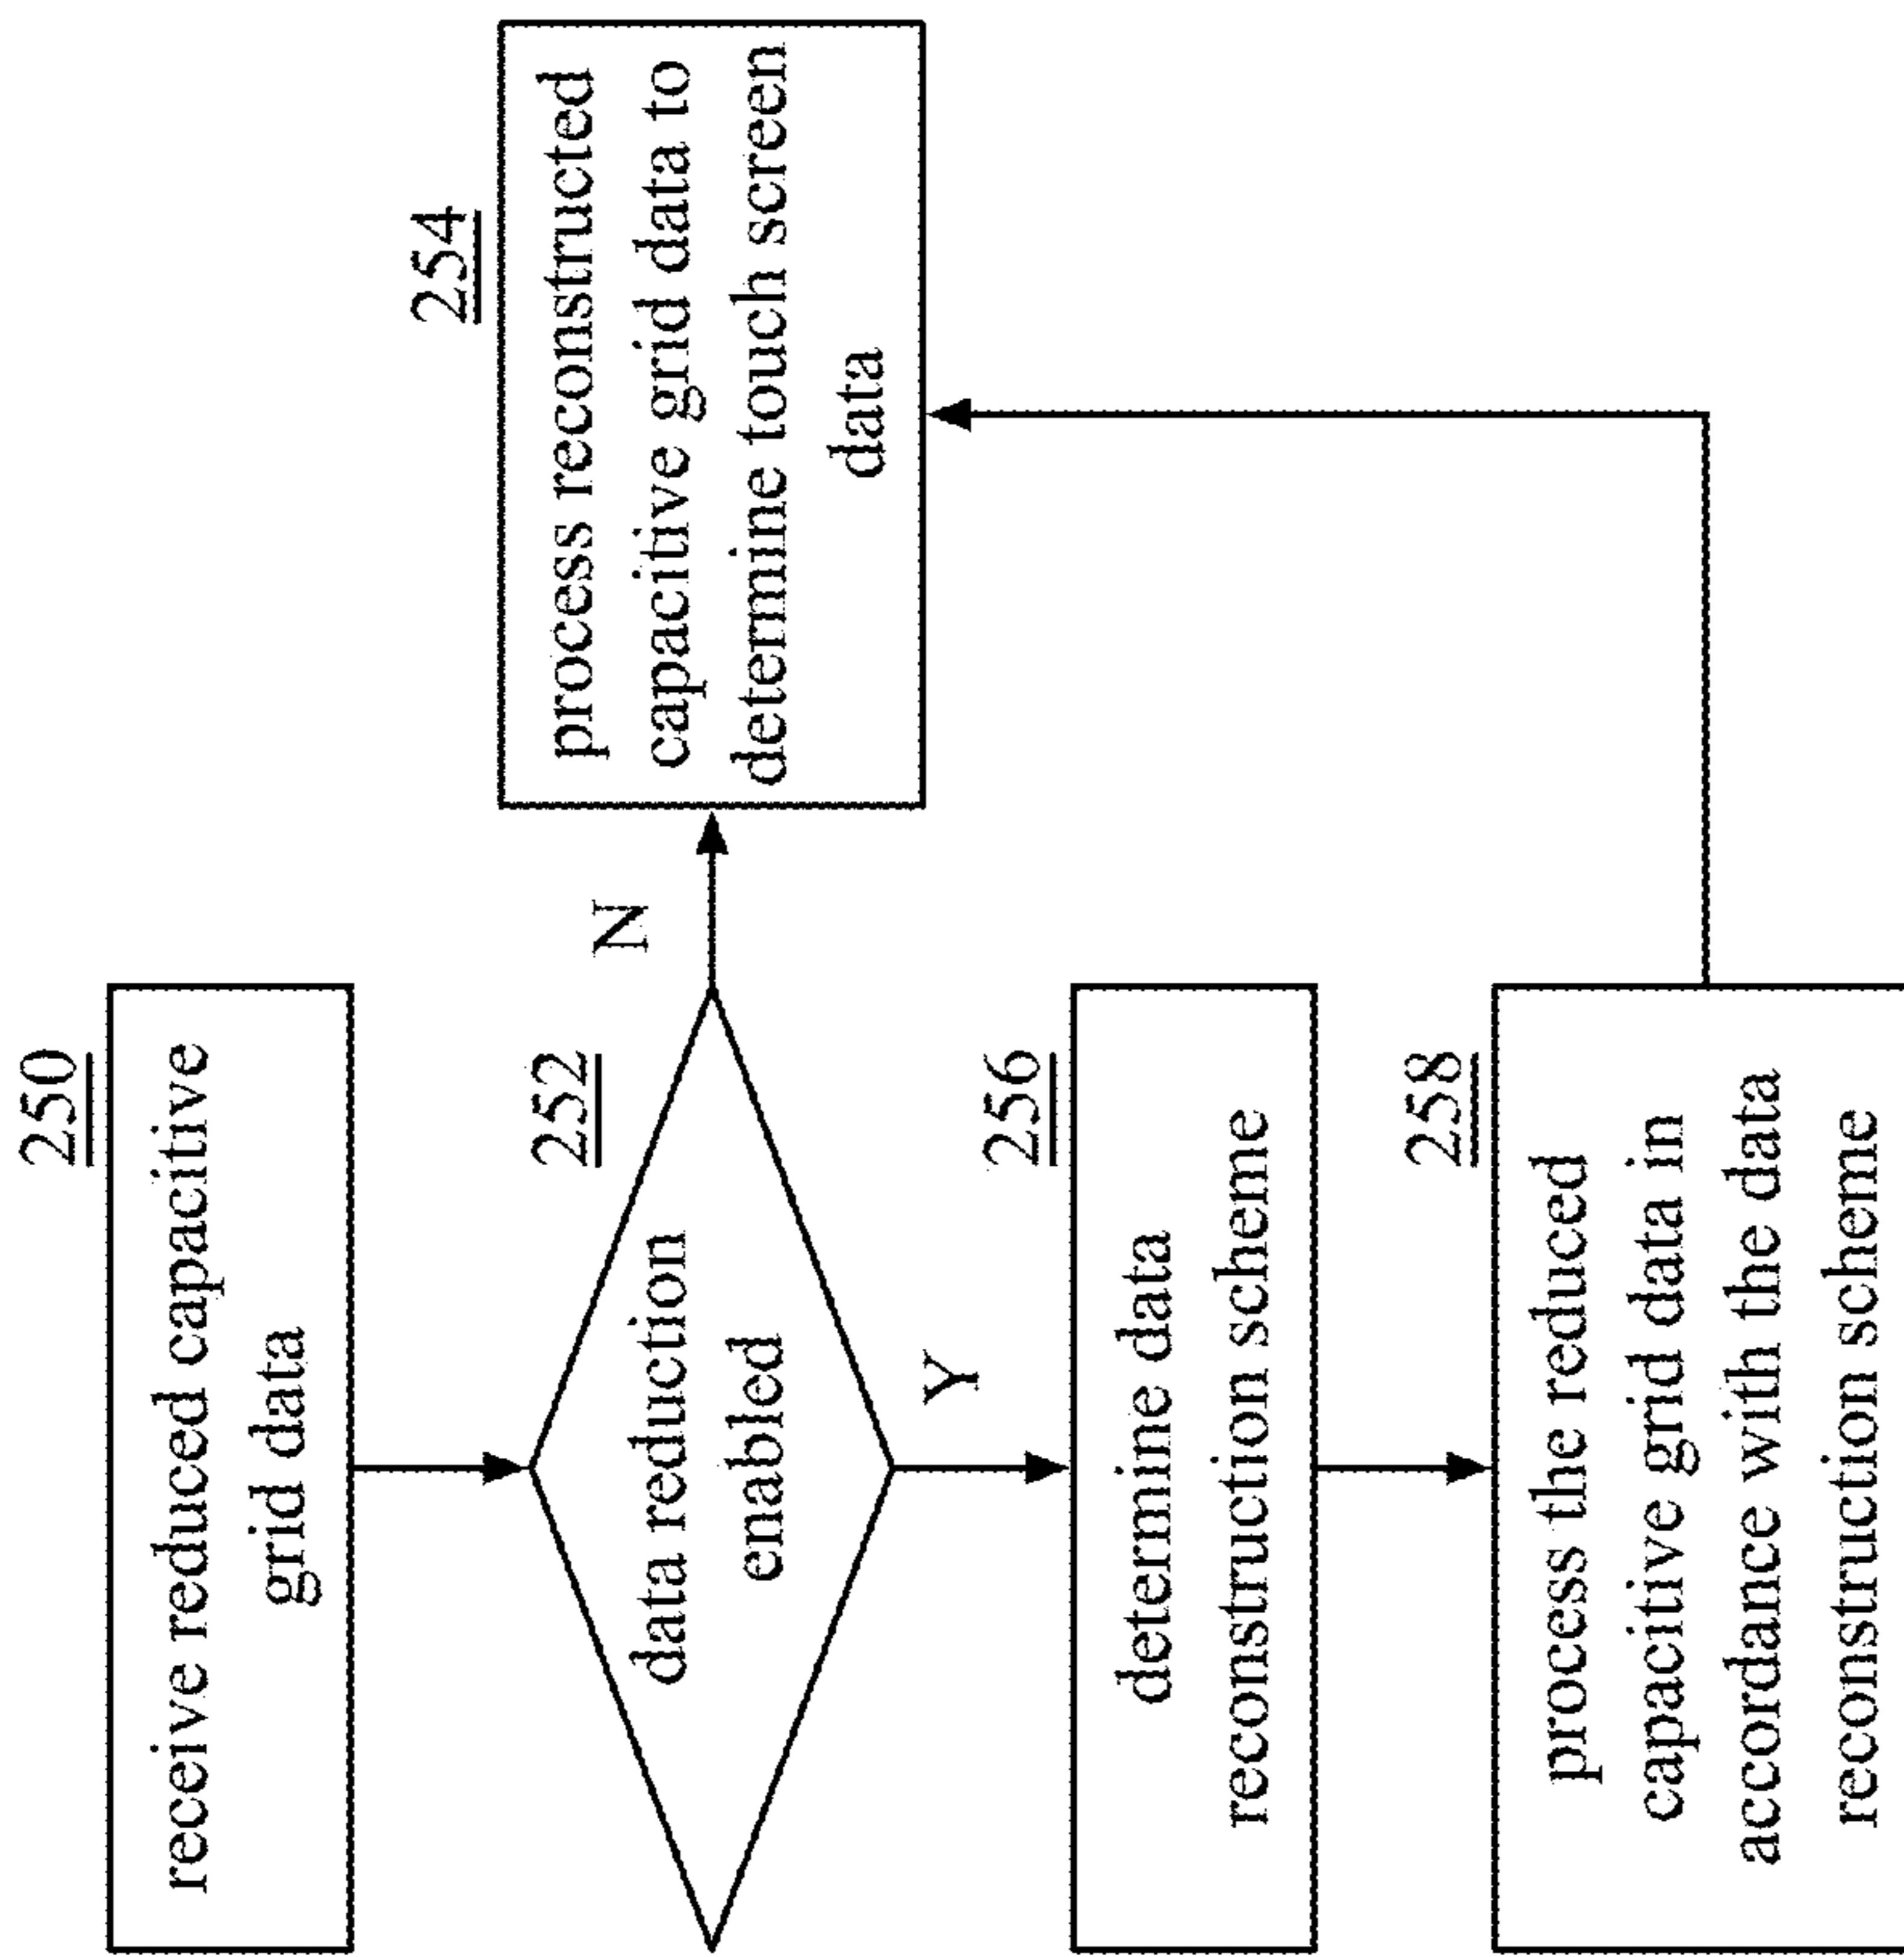 250
receive reduced capacitive
grid data
252
data reduction
enabled
N
254
process reconstructed
capacitive grid data to
determine touch screen
data
Y
256
determine data
reconstruction scheme
258
process the reduced
capacitive grid data in
accordance with the data
reconstruction scheme